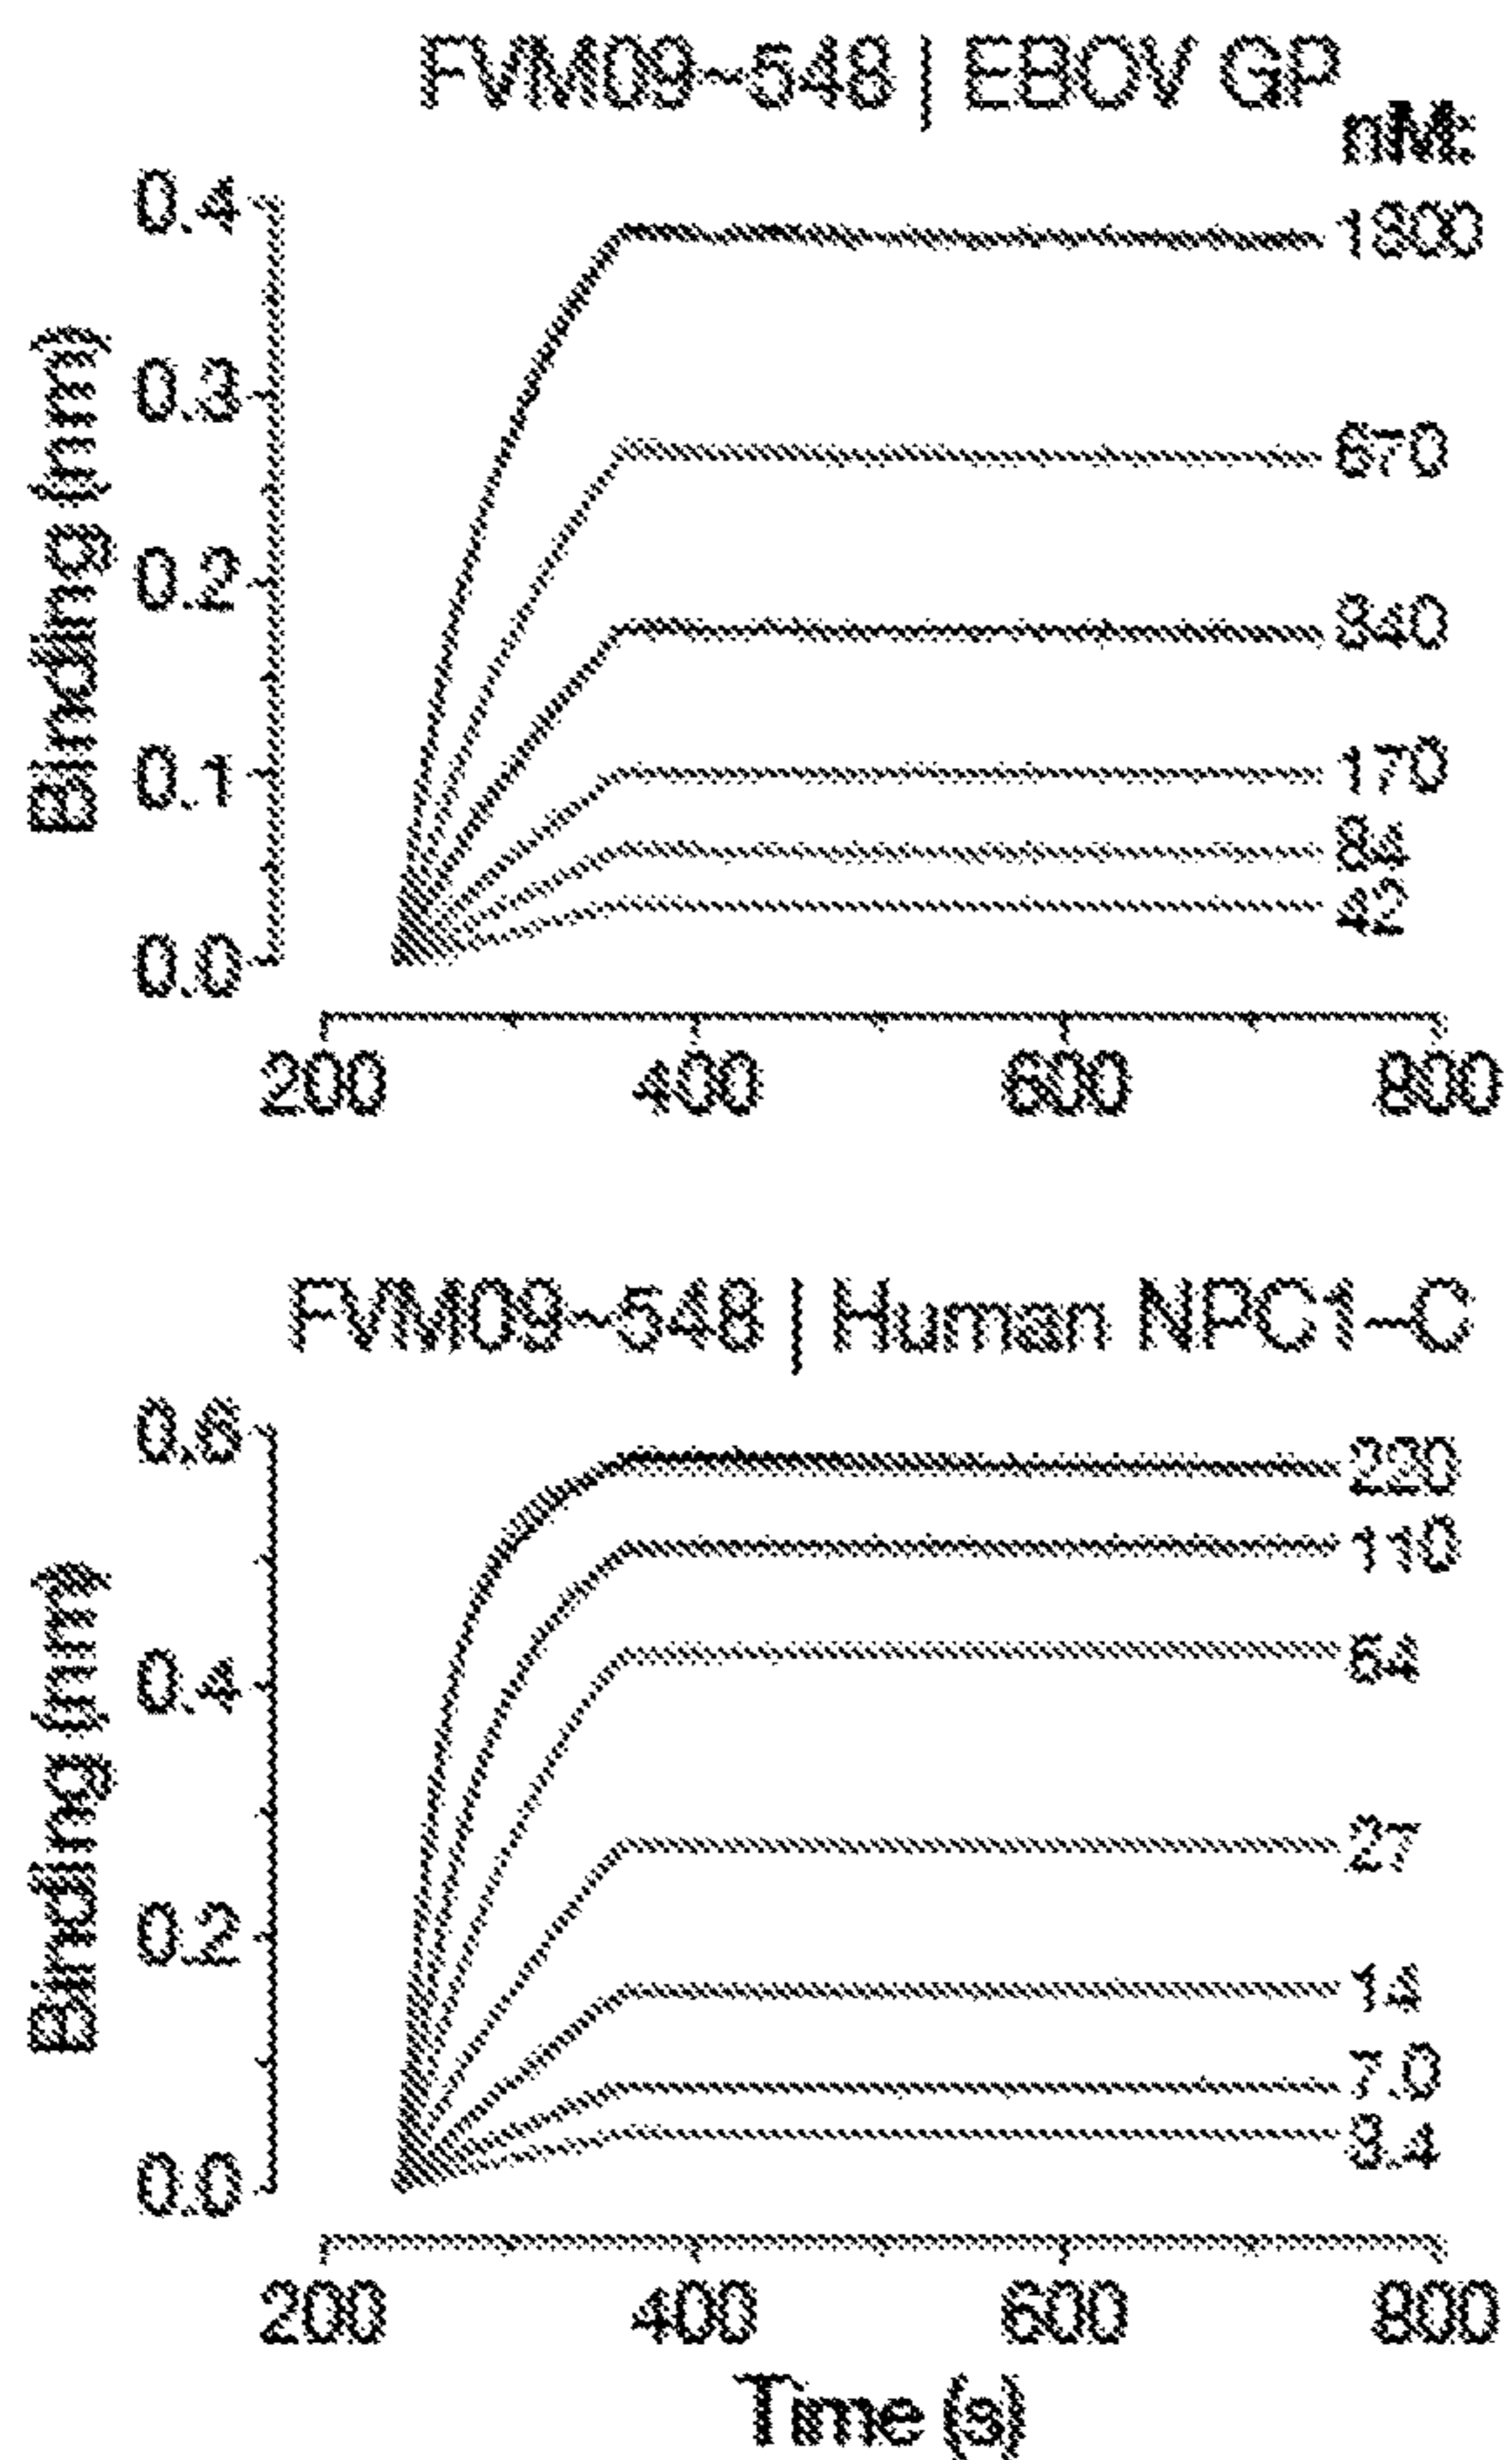 FVM09~548 | EBOV GP
nM:
0.4
1300
0.3
670
Binding (nm)
0.2
340
0.1
170
84
42
0.0
200 400 600 800
FVM09~548 | Human NPC1–C
0.6
220
110
0.4
54
Binding (nm)
27
0.2
14
7.0
3.4
0.0
200 400 600 800
Time (s)